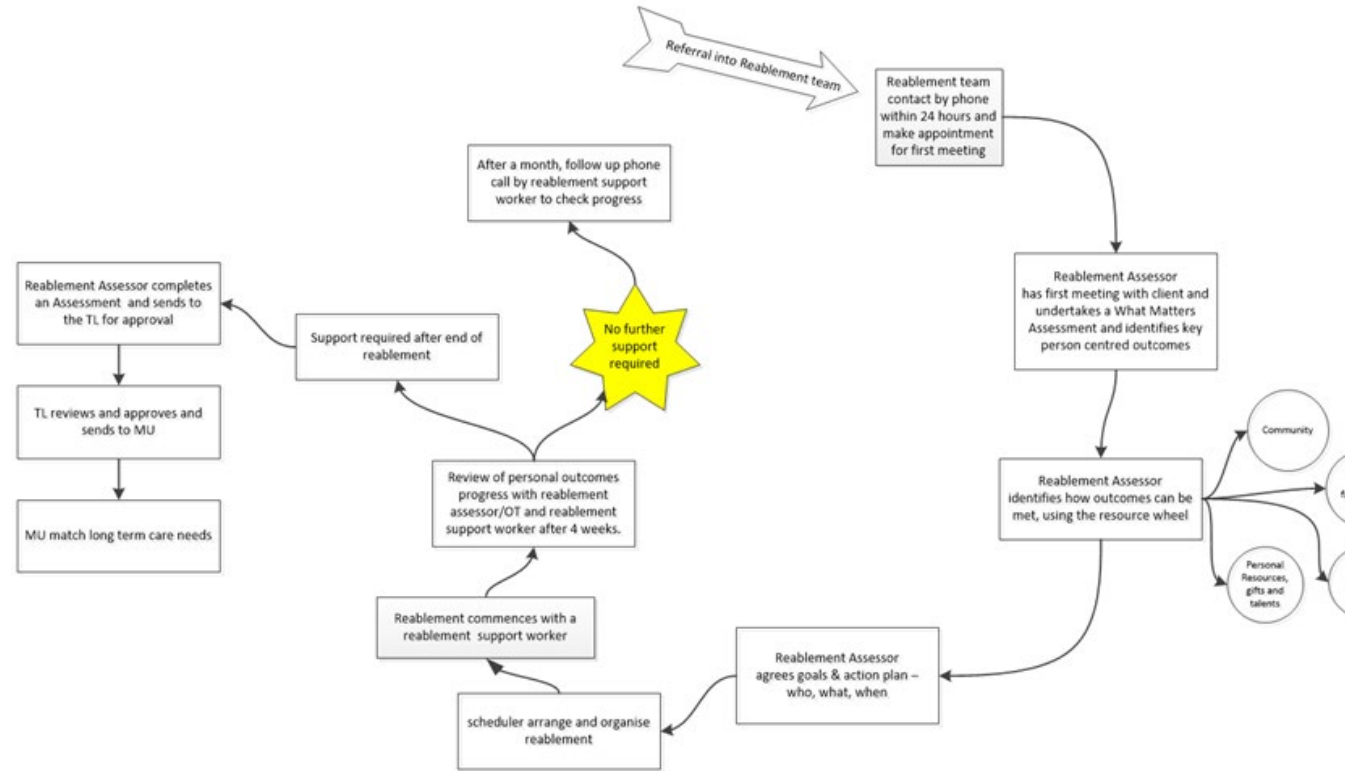 Referral into Reablement team
Reablement team
contact by phone
within 24 hours and
make appointment
for first meeting
Reablement Assessor
has first meeting with client and
undertakes a What Matters
Assessment and identifies key
person centred outcomes
Reablement Assessor
identifies how outcomes can be
met, using the resource wheel
Community
Personal
Resources,
gifts and
talents
Reablement Assessor
agrees goals & action plan –
who, what, when
scheduler arrange and organise
reablement
Reablement commences with a
reablement support worker
Review of personal outcomes
progress with reablement
assessor/OT and reablement
support worker after 4 weeks.
No further
support
required
After a month, follow up phone
call by reablement support
worker to check progress
Support required after end of
reablement
Reablement Assessor completes
an Assessment and sends to
the TL for approval
TL reviews and approves and
sends to MU
MU match long term care needs